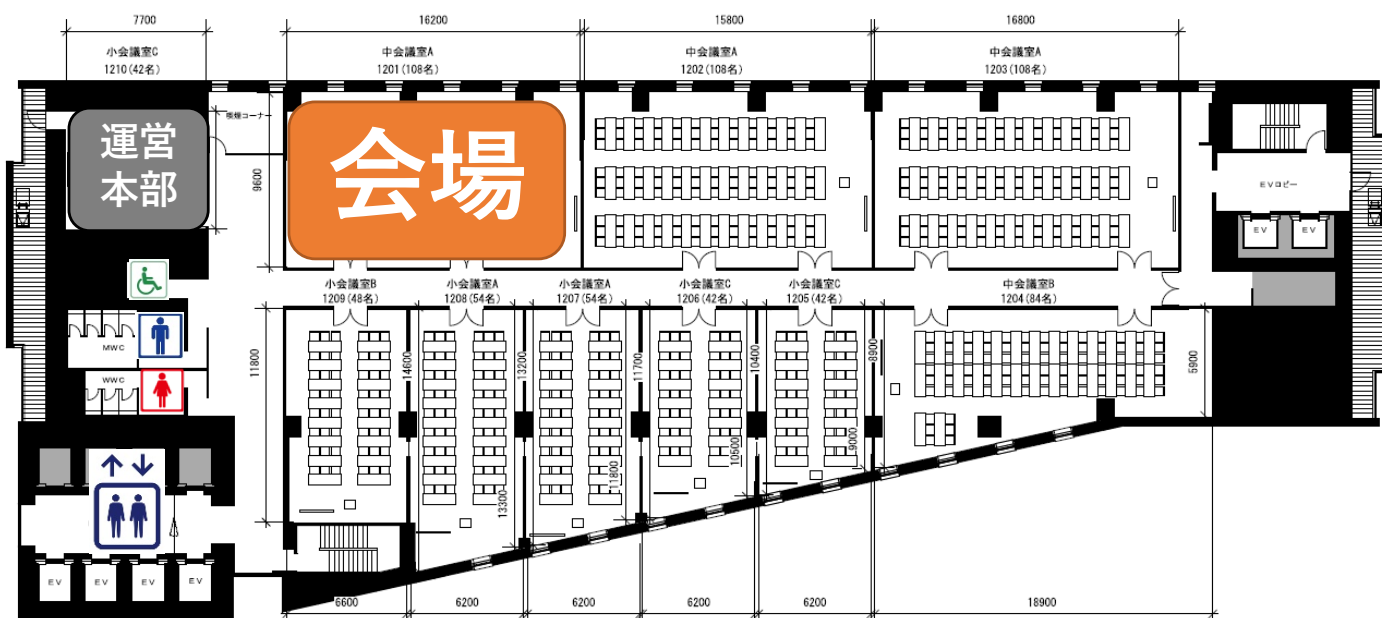 7700
16200
15800
16800
小会議室C
1210(42名)
中会議室A
1201(108名)
中会議室A
1202(108名)
中会議室A
1203(108名)
運営
本部
喫煙コーナー
9600
会場
EVロビー
EV
EV
小会議室B
1209(48名)
小会議室A
1208(54名)
小会議室A
1207(54名)
小会議室C
1206(42名)
小会議室C
1205(42名)
中会議室B
1204(84名)
MWC
WWC
11800
14600
13200
11700
10400
8900
5900
13300
11800
10500
9000
EV
EV
EV
EV
6600
6200
6200
6200
6200
18900